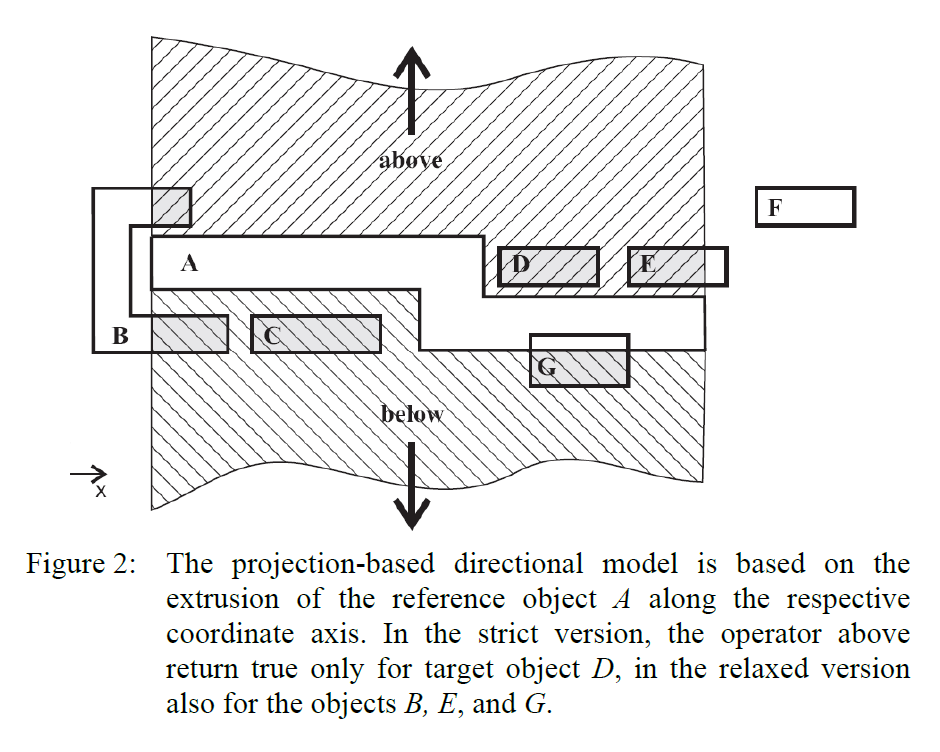 above
F
A
D
E
B
C
G
below
x
Figure 2: The projection-based directional model is based on the
extrusion of the reference object A along the respective
coordinate axis. In the strict version, the operator above
return true only for target object D, in the relaxed version
also for the objects B, E, and G.